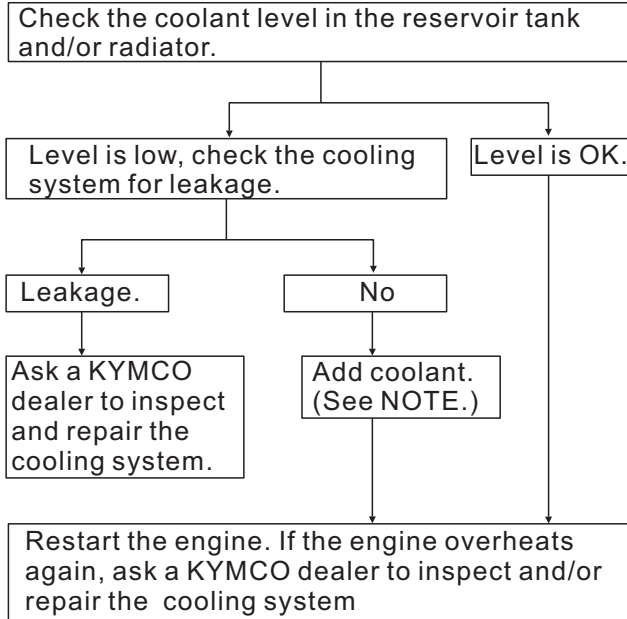 Check the coolant level in the reservoir tank
and/or radiator.
Level is low, check the cooling
system for leakage.
Level is OK.
Leakage.
No
Ask a KYMCO
dealer to inspect
and repair the
cooling system.
Add coolant.
(See NOTE.)
Restart the engine. If the engine overheats
again, ask a KYMCO dealer to inspect and/or
repair the  cooling system